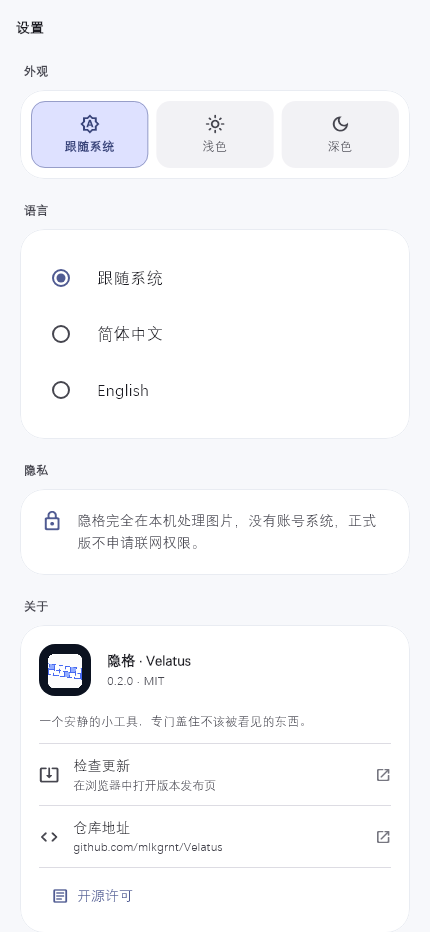 设置
外观
跟随系统
浅色
深色
语言
跟随系统
简体中文
English
隐私
隐格完全在本机处理图片，没有账号系统，正式
版不申请联网权限。
关于
隐格 · Velatus
0.2.0 · MIT
一个安静的小工具，专门盖住不该被看见的东西。
检查更新
在浏览器中打开版本发布页
仓库地址
github.com/mlkgrnt/Velatus
开源许可